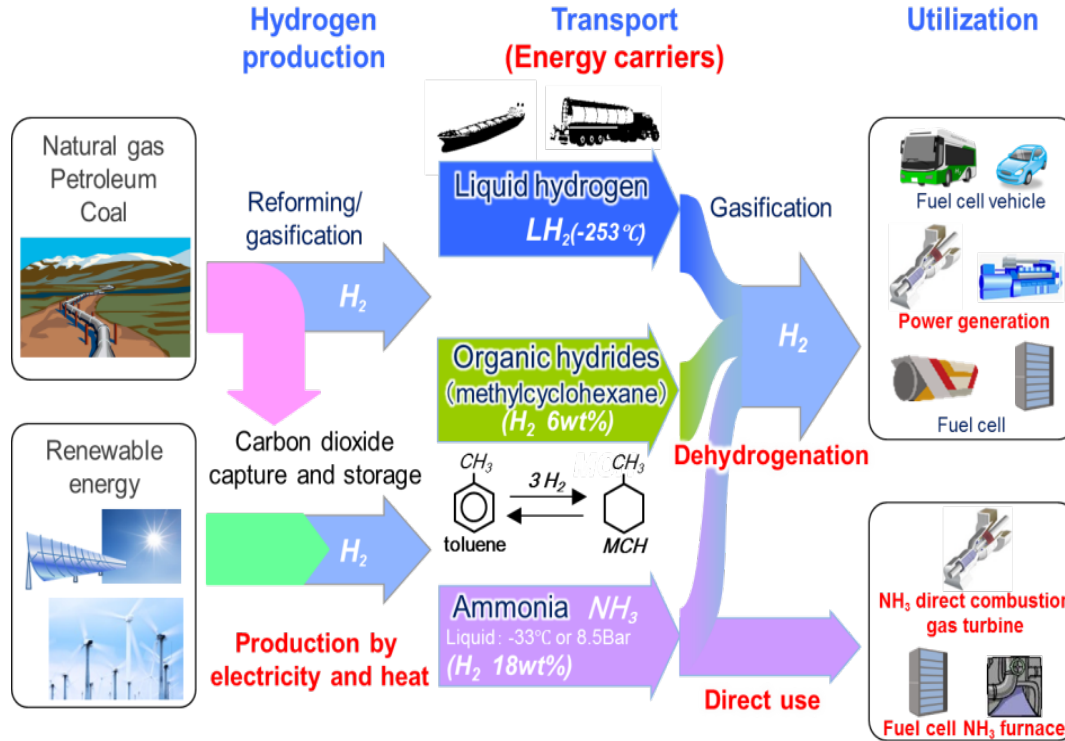 Hydrogen
production
Transport
(Energy carriers)
Utilization
Natural gas
Petroleum
Coal
Reforming/
gasification
H₂
Liquid hydrogen
LH₂(-253℃)
Gasification
H₂
Fuel cell vehicle
Power generation
Fuel cell
Organic hydrides
(methylcyclohexane)
(H₂ 6wt%)
Dehydrogenation
Carbon dioxide
capture and storage
Renewable
energy
H₂
CH₃
3H₂
CH₃
toluene
MCH
Production by
electricity and heat
Ammonia NH₃
Liquid: -33℃ or 8.5Bar
(H₂ 18wt%)
Direct use
NH₃ direct combustion
gas turbine
Fuel cell
NH₃ furnace